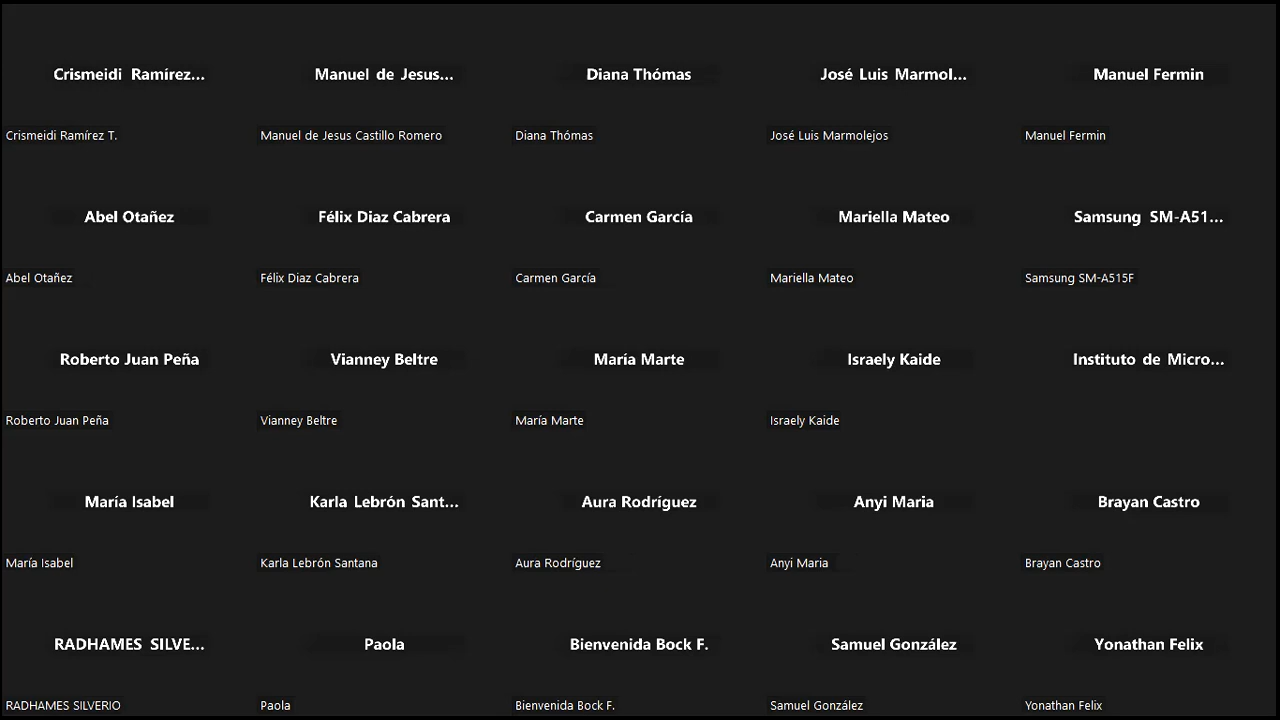 Crismeidi Ramírez...
Manuel de Jesus...
Diana Thómas
José Luis Marmol...
Manuel Fermin
Crismeidi Ramírez T.
Manuel de Jesus Castillo Romero
Diana Thómas
José Luis Marmolejos
Manuel Fermin
Abel Otañez
Félix Diaz Cabrera
Carmen García
Mariella Mateo
Samsung SM-A51...
Abel Otañez
Félix Diaz Cabrera
Carmen García
Mariella Mateo
Samsung SM-A515F
Roberto Juan Peña
Vianney Beltre
María Marte
Israely Kaide
Instituto de Micro...
Roberto Juan Peña
Vianney Beltre
María Marte
Israely Kaide
María Isabel
Karla Lebrón Sant...
Aura Rodríguez
Anyi Maria
Brayan Castro
María Isabel
Karla Lebrón Santana
Aura Rodríguez
Anyi Maria
Brayan Castro
RADHAMES SILVE...
Paola
Bienvenida Bock F.
Samuel González
Yonathan Felix
RADHAMES SILVERIO
Paola
Bienvenida Bock F.
Samuel González
Yonathan Felix